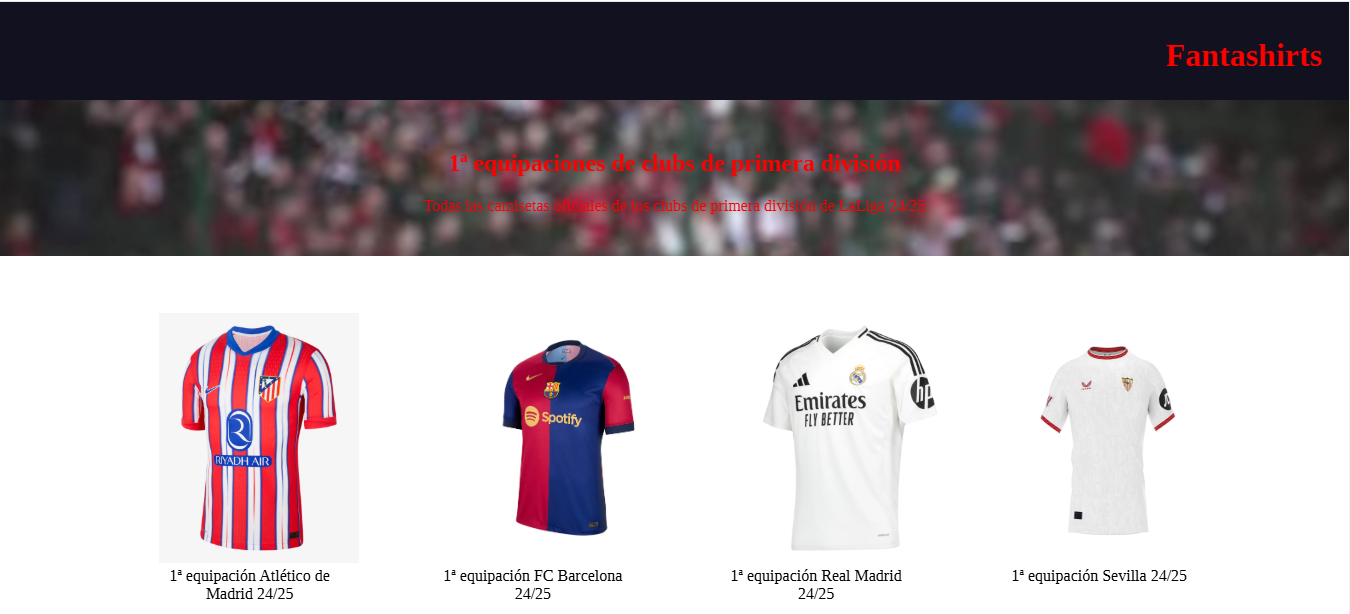 Fantashirts
1ª equipaciones de clubs de primera división
Todas las camisetas oficiales de los clubs de primera división de LaLiga 24/25
RIYADH AIR
Spotify
Emirates
FLY BETTER
hp
1ª equipación Atlético de
Madrid 24/25
1ª equipación FC Barcelona
24/25
1ª equipación Real Madrid
24/25
1ª equipación Sevilla 24/25